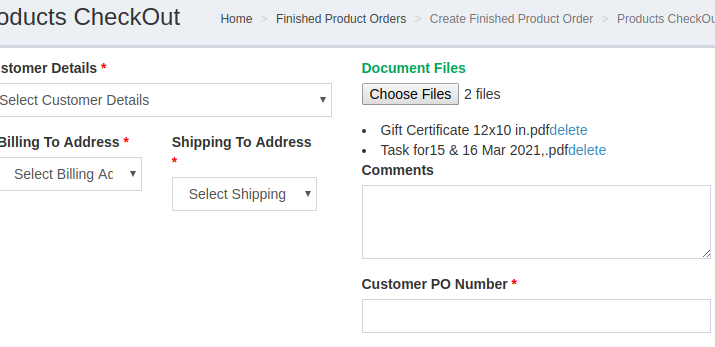 oducts CheckOut
Home > Finished Product Orders > Create Finished Product Order > Products CheckOu
stomer Details *
Select Customer Details
Billing To Address *
Select Billing Ac
Shipping To Address *
Select Shipping
Document Files
Choose Files 2 files
• Gift Certificate 12x10 in.pdfdelete
• Task for15 & 16 Mar 2021,.pdfdelete
Comments
Customer PO Number *